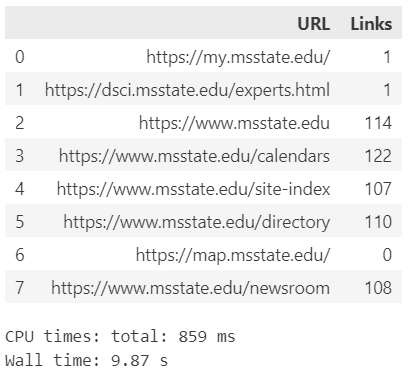 URL Links
0 https://my.msstate.edu/ 1
1 https://dsci.msstate.edu/experts.html 1
2 https://www.msstate.edu 114
3 https://www.msstate.edu/calendars 122
4 https://www.msstate.edu/site-index 107
5 https://www.msstate.edu/directory 110
6 https://map.msstate.edu/ 0
7 https://www.msstate.edu/newsroom 108
CPU times: total: 859 ms
Wall time: 9.87 s